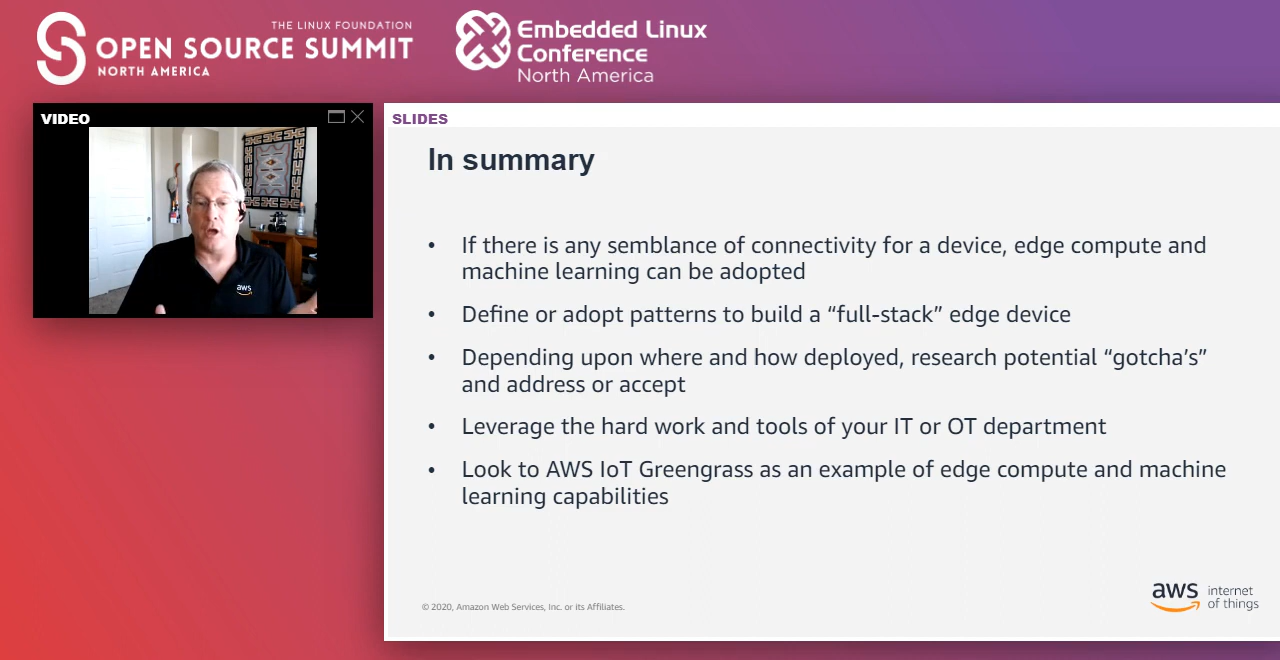 THE LINUX FOUNDATION
OPEN SOURCE SUMMIT
NORTH AMERICA
Embedded Linux
Conference
North America
VIDEO
aws
SLIDES
In summary
• If there is any semblance of connectivity for a device, edge compute and
machine learning can be adopted
• Define or adopt patterns to build a “full-stack” edge device
• Depending upon where and how deployed, research potential “gotcha’s”
and address or accept
• Leverage the hard work and tools of your IT or OT department
• Look to AWS IoT Greengrass as an example of edge compute and machine
learning capabilities
© 2020, Amazon Web Services, Inc. or its Affiliates.
aws internet
of things